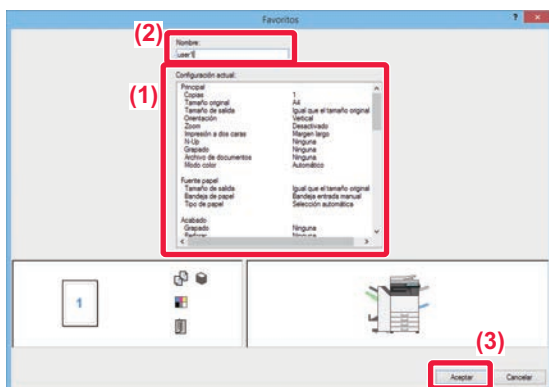 Favoritos
(2)
Nombre:
user1
Configuración actual:
(1)
Principal
Copias 1
Tamaño original A4
Tamaño de salida Igual que el tamaño original
Orientación Vertical
Zoom Desactivado
Impresión a dos caras Margen largo
N-Up Ninguna
Grapado Ninguna
Archivo de documentos Ninguna
Modo color Automático
Fuente papel
Tamaño de salida Igual que el tamaño original
Bandeja de papel Bandeja entrada manual
Tipo de papel Selección automática
Acabado
Grapado Ninguna
Perforar Ninguna
1
(3)
Aceptar Cancelar